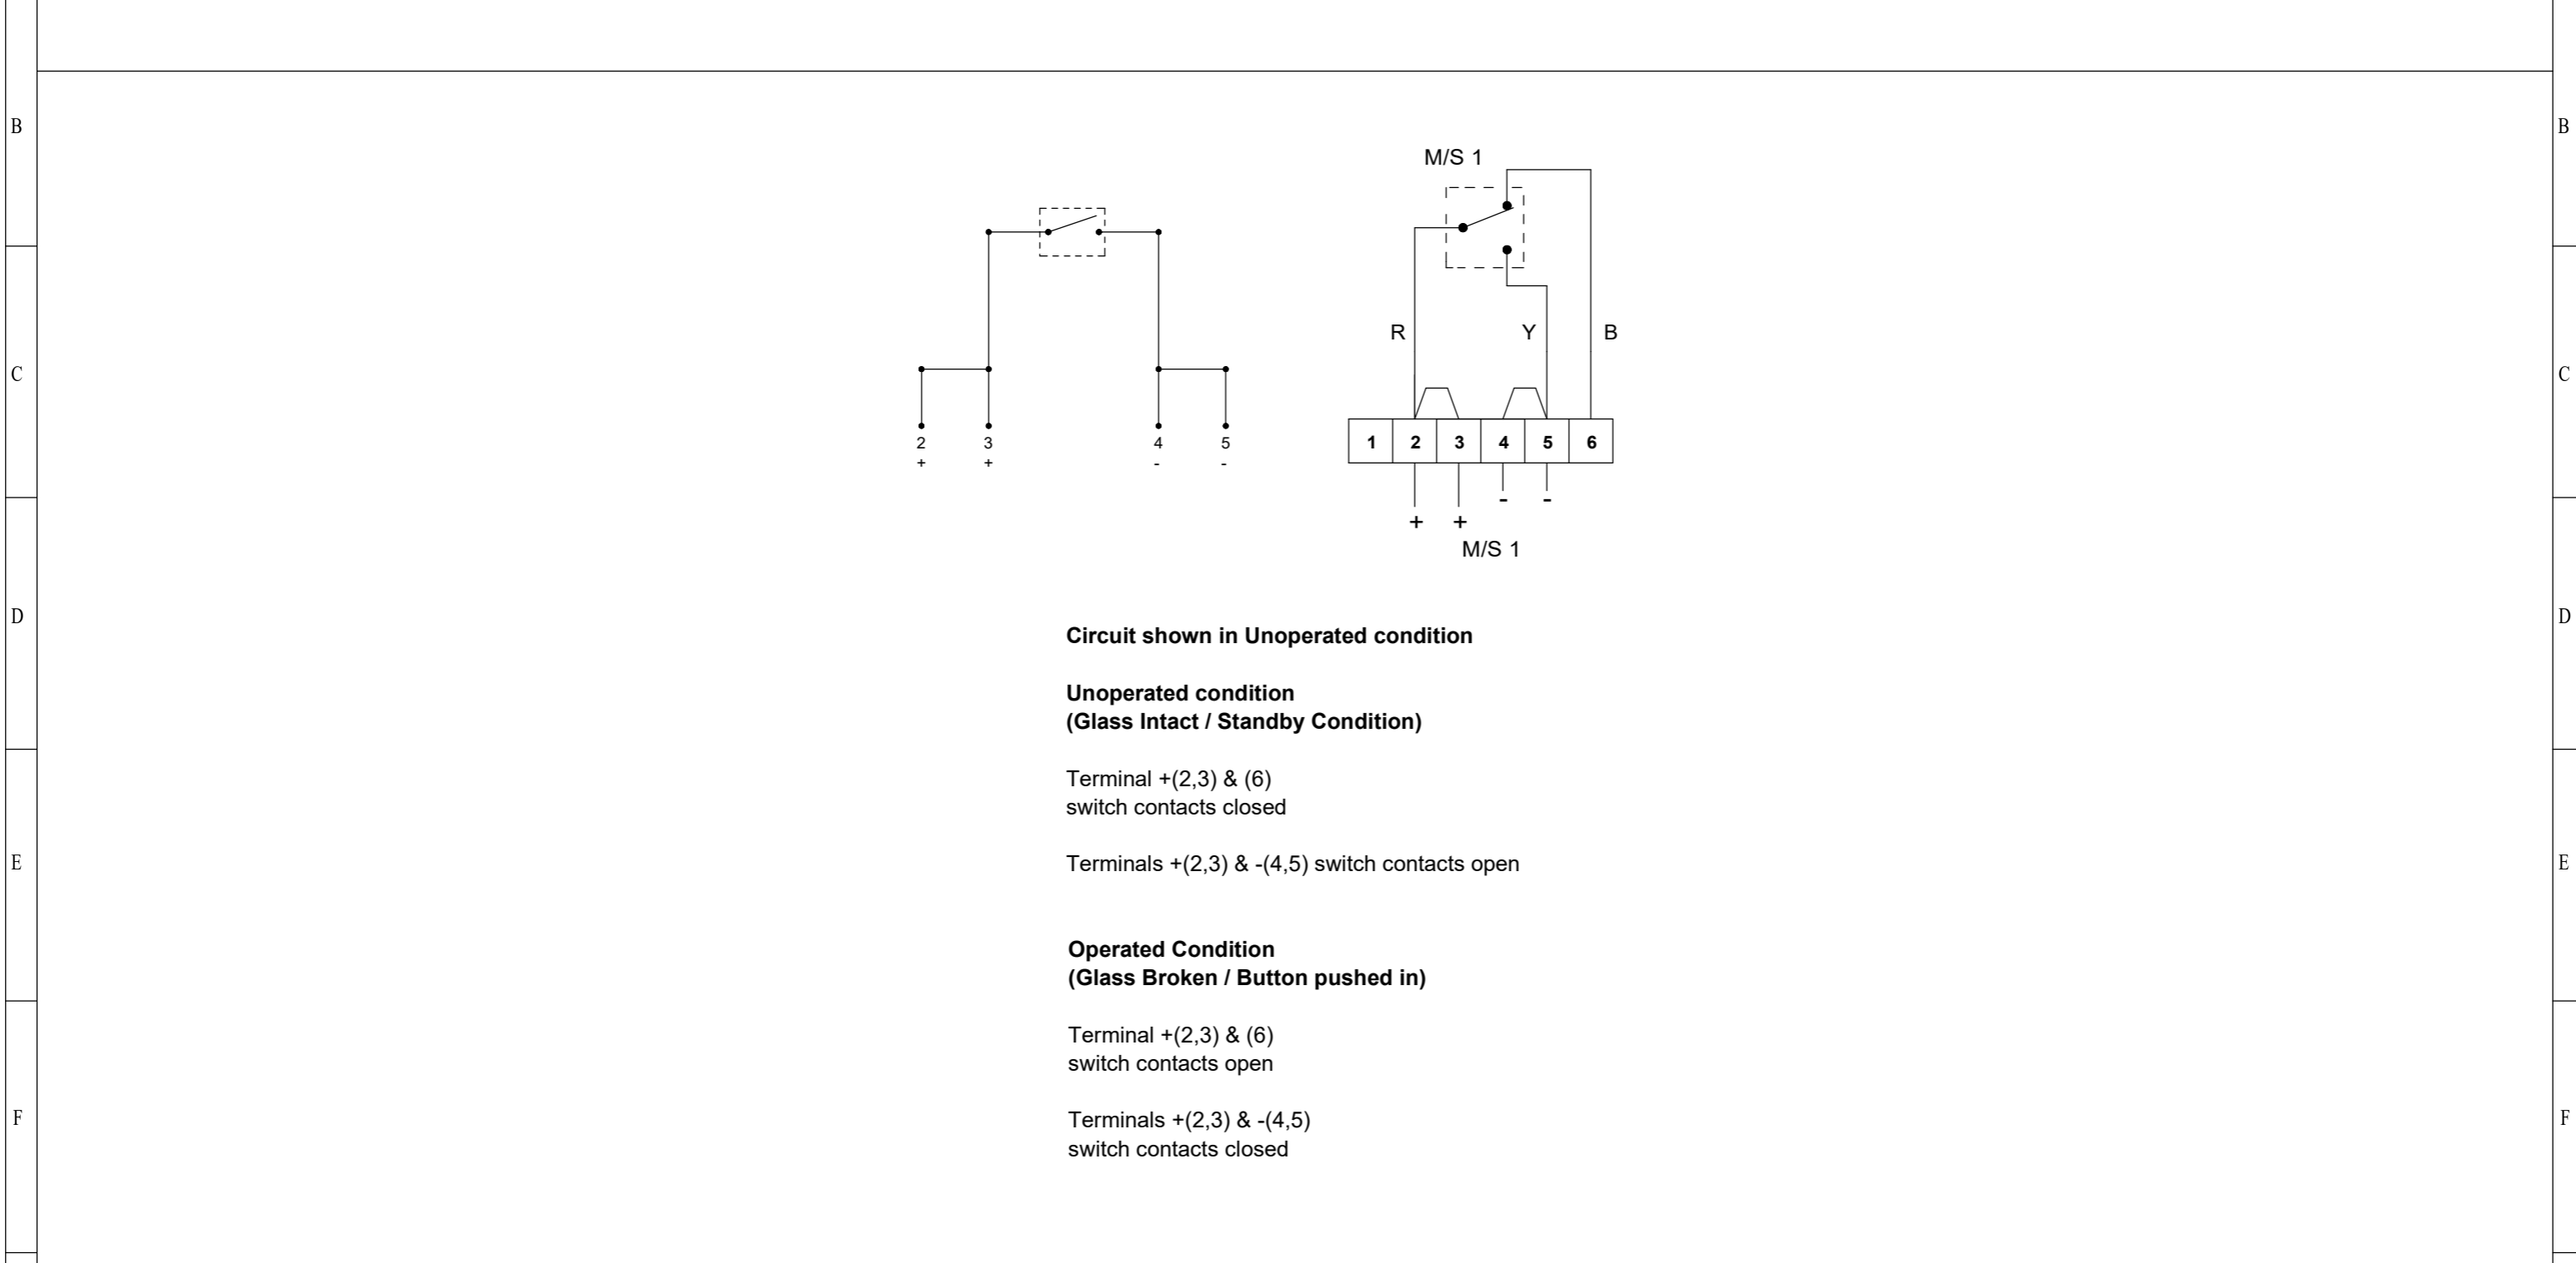 B
B
M/S 1
R
Y
B
C
C
2
3
4
5
+
+
-
-
1 2 3 4 5 6
-
-
+
+
M/S 1
D
D
Circuit shown in Unoperated condition
Unoperated condition
(Glass Intact / Standby Condition)
Terminal +(2,3) & (6)
switch contacts closed
E
E
Terminals +(2,3) & -(4,5) switch contacts open
Operated Condition
(Glass Broken / Button pushed in)
Terminal +(2,3) & (6)
switch contacts open
F
F
Terminals +(2,3) & -(4,5)
switch contacts closed